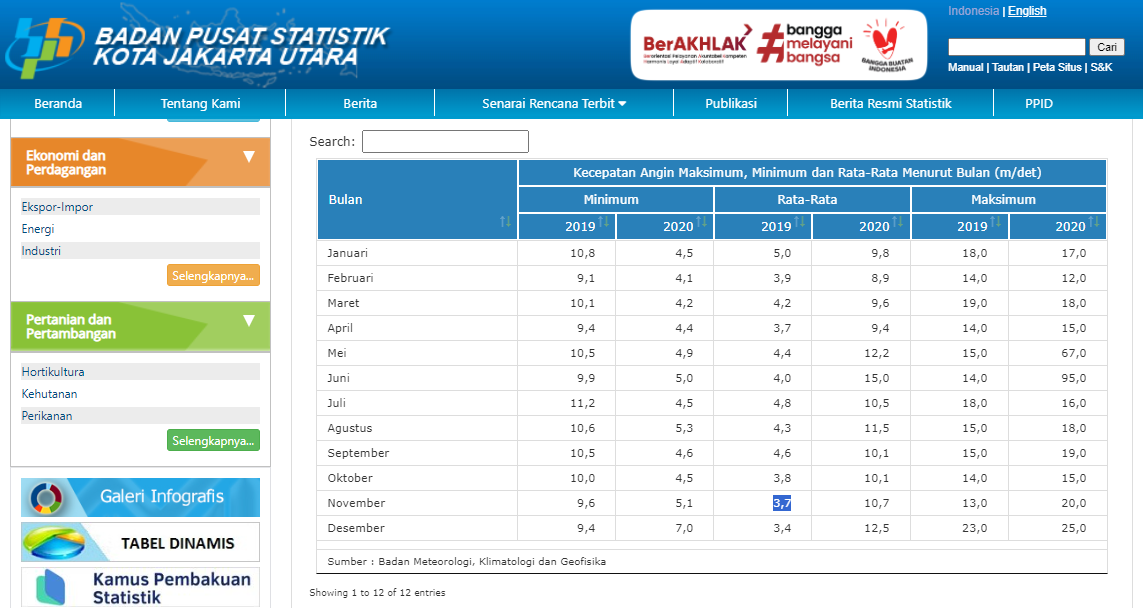 BADAN PUSAT STATISTIK
KOTA JAKARTA UTARA
BerAKHLAK
Berorientasi Pelayanan Akuntabel Kompeten
Harmonis Loyal Adaptif Kolaboratif
#bangga
melayani
bangsa
BANGGA BUATAN
INDONESIA
Indonesia | English
Cari
Manual | Tautan | Peta Situs | S&K
Beranda Tentang Kami Berita Senarai Rencana Terbit Publikasi Berita Resmi Statistik PPID
Ekonomi dan
Perdagangan
Ekspor-Impor
Energi
Industri
Selengkapnya...
Pertanian dan
Pertambangan
Hortikultura
Kehutanan
Perikanan
Selengkapnya...
Galeri Infografis
TABEL DINAMIS
Kamus Pembakuan
Statistik
Search:
Bulan
Kecepatan Angin Maksimum, Minimum dan Rata-Rata Menurut Bulan (m/det)
Minimum Rata-Rata Maksimum
2019 2020 2019 2020 2019 2020
Januari 10,8 4,5 5,0 9,8 18,0 17,0
Februari 9,1 4,1 3,9 8,9 14,0 12,0
Maret 10,1 4,2 4,2 9,6 19,0 18,0
April 9,4 4,4 3,7 9,4 14,0 15,0
Mei 10,5 4,9 4,4 12,2 15,0 67,0
Juni 9,9 5,0 4,0 15,0 14,0 95,0
Juli 11,2 4,5 4,8 10,5 18,0 16,0
Agustus 10,6 5,3 4,3 11,5 15,0 18,0
September 10,5 4,6 4,6 10,1 15,0 19,0
Oktober 10,0 4,5 3,8 10,1 14,0 15,0
November 9,6 5,1 3,7 10,7 13,0 20,0
Desember 9,4 7,0 3,4 12,5 23,0 25,0
Sumber : Badan Meteorologi, Klimatologi dan Geofisika
Showing 1 to 12 of 12 entries